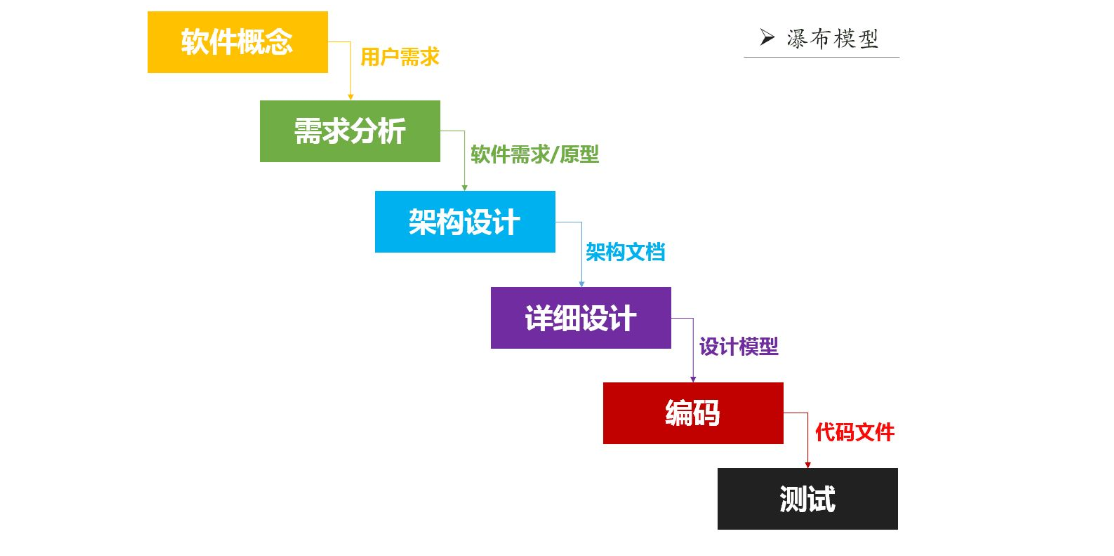 软件概念
➢ 瀑布模型
用户需求
需求分析
软件需求/原型
架构设计
架构文档
详细设计
设计模型
编码
代码文件
测试